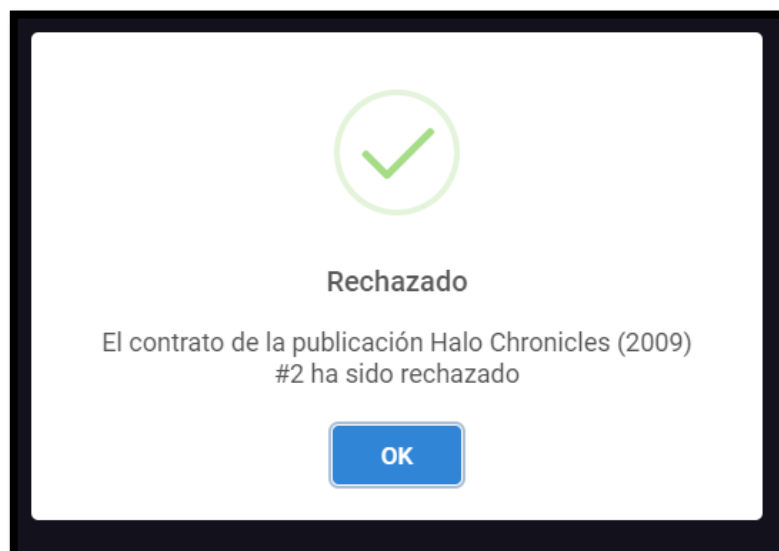 Rechazado
El contrato de la publicación Halo Chronicles (2009)
#2 ha sido rechazado
OK